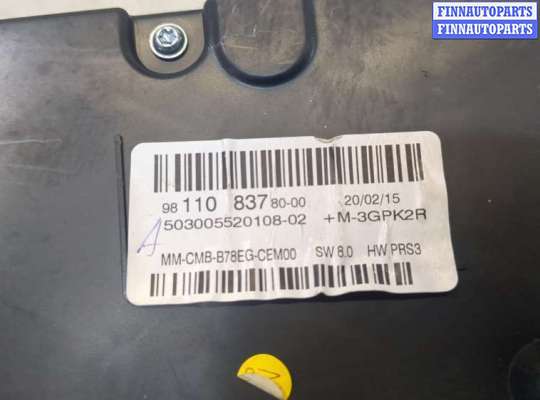 FINNAUTOPARTS
FINNAUTOPARTS
98 110 837 80-00 20/02/15
503005520108-02 +M-3GPK2R
A
MM-CMB-B78EG-CEM00 SW 8.0 HW PRS3